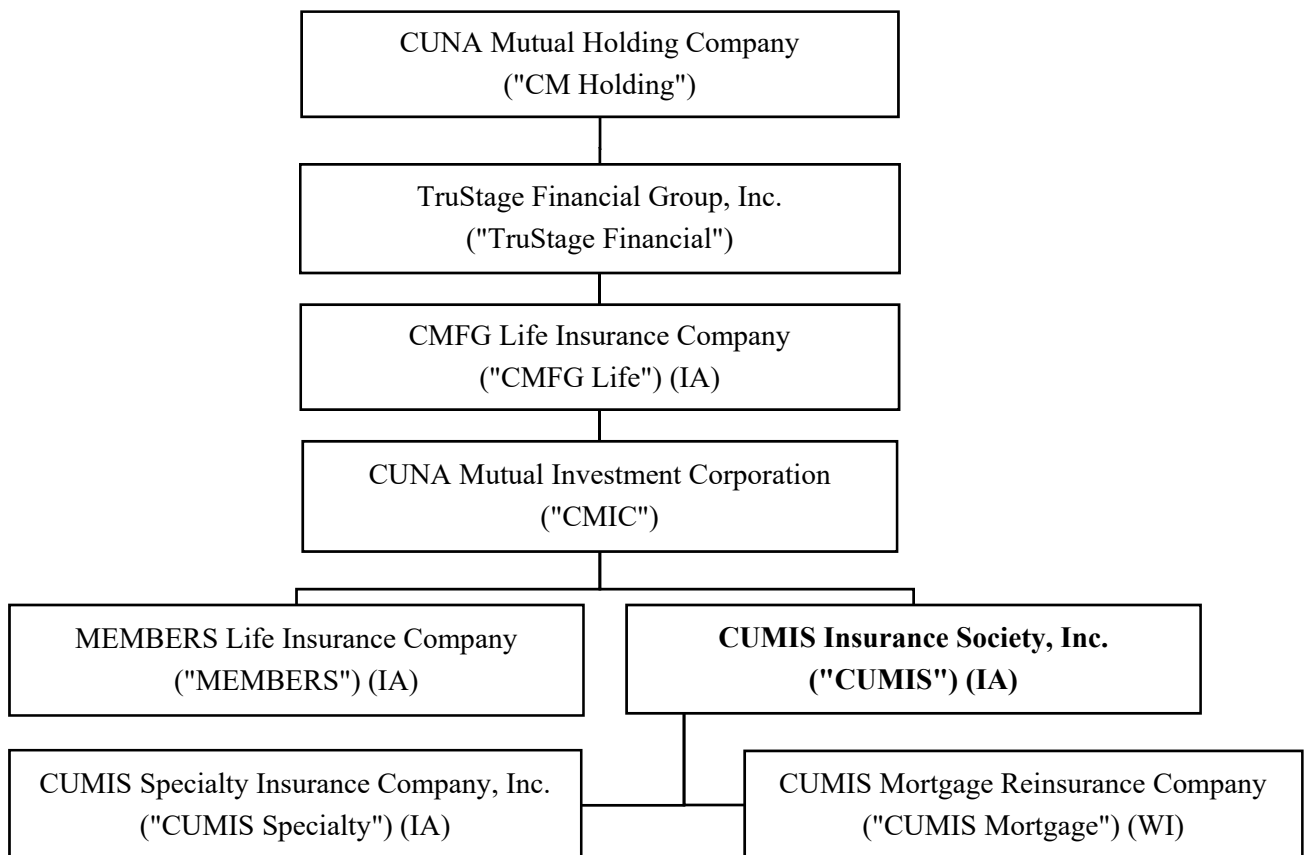 CUNA Mutual Holding Company
("CM Holding")
TruStage Financial Group, Inc.
("TruStage Financial")
CMFG Life Insurance Company
("CMFG Life") (IA)
CUNA Mutual Investment Corporation
("CMIC")
MEMBERS Life Insurance Company
("MEMBERS") (IA)
CUMIS Insurance Society, Inc.
("CUMIS") (IA)
CUMIS Specialty Insurance Company, Inc.
("CUMIS Specialty") (IA)
CUMIS Mortgage Reinsurance Company
("CUMIS Mortgage") (WI)